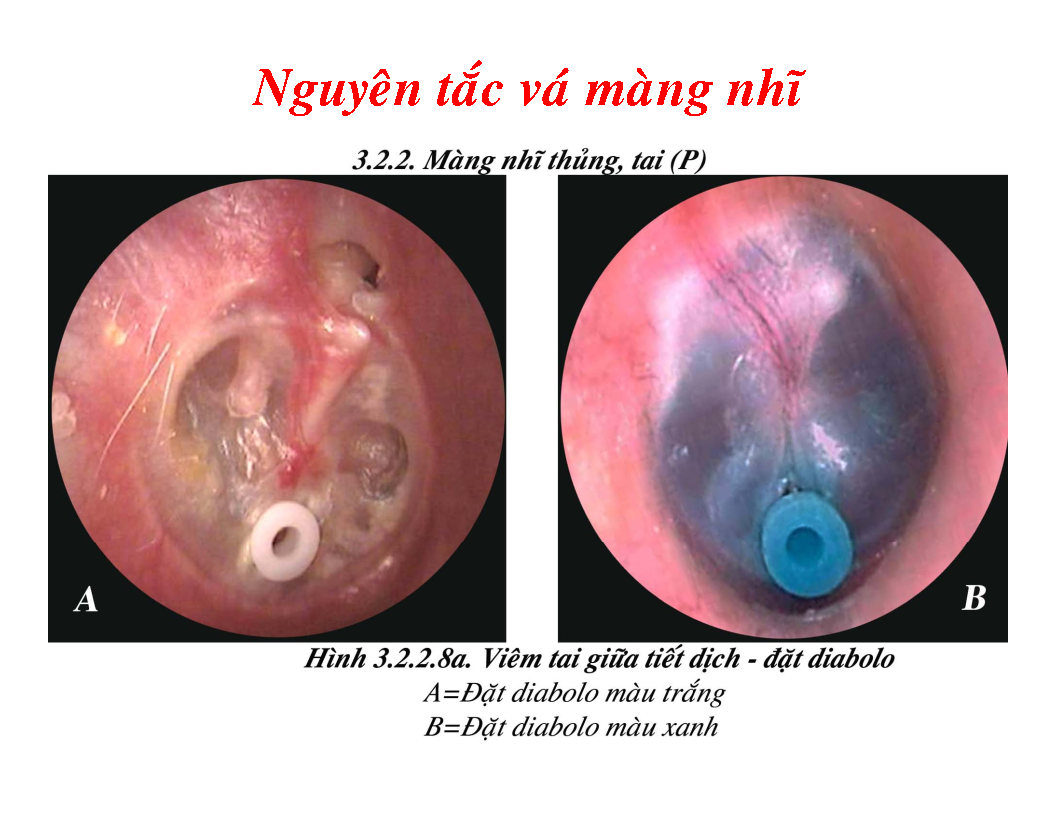 Nguyên tắc vá màng nhĩ
3.2.2. Màng nhĩ thủng, tai (P)
A
B
Hình 3.2.2.8a. Viêm tai giữa tiết dịch - đặt diabolo
A=Đặt diabolo màu trắng
B=Đặt diabolo màu xanh